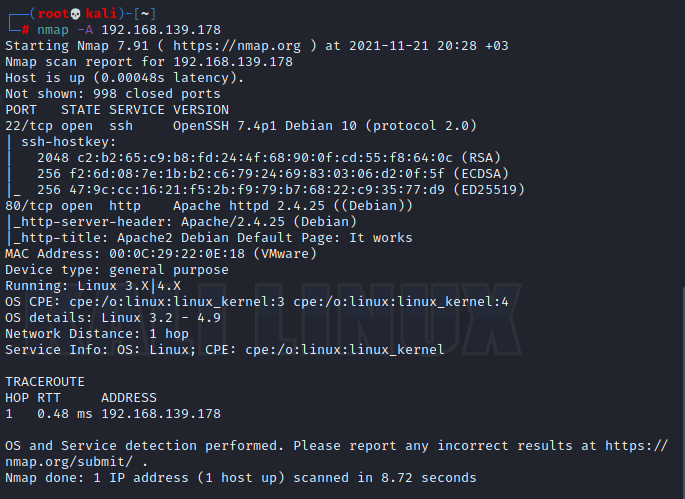 ┌──(root💀kali)-[~]
└─# nmap -A 192.168.139.178
Starting Nmap 7.91 ( https://nmap.org ) at 2021-11-21 20:28 +03
Nmap scan report for 192.168.139.178
Host is up (0.00048s latency).
Not shown: 998 closed ports
PORT   STATE SERVICE VERSION
22/tcp open  ssh     OpenSSH 7.4p1 Debian 10 (protocol 2.0)
| ssh-hostkey:
|   2048 c2:b2:65:c9:b8:fd:24:4f:68:90:0f:cd:55:f8:64:0c (RSA)
|   256 f2:6d:08:7e:1b:b2:c6:79:24:69:83:03:06:d2:0f:5f (ECDSA)
|_  256 47:9c:cc:16:21:f5:2b:f9:79:b7:68:22:c9:35:77:d9 (ED25519)
80/tcp open  http    Apache httpd 2.4.25 ((Debian))
|_http-server-header: Apache/2.4.25 (Debian)
|_http-title: Apache2 Debian Default Page: It works
MAC Address: 00:0C:29:22:0E:18 (VMware)
Device type: general purpose
Running: Linux 3.X|4.X
OS CPE: cpe:/o:linux:linux_kernel:3 cpe:/o:linux:linux_kernel:4
OS details: Linux 3.2 - 4.9
Network Distance: 1 hop
Service Info: OS: Linux; CPE: cpe:/o:linux:linux_kernel
KALI LINUX
TRACEROUTE
HOP RTT     ADDRESS
1   0.48 ms 192.168.139.178
OS and Service detection performed. Please report any incorrect results at https://
nmap.org/submit/ .
Nmap done: 1 IP address (1 host up) scanned in 8.72 seconds